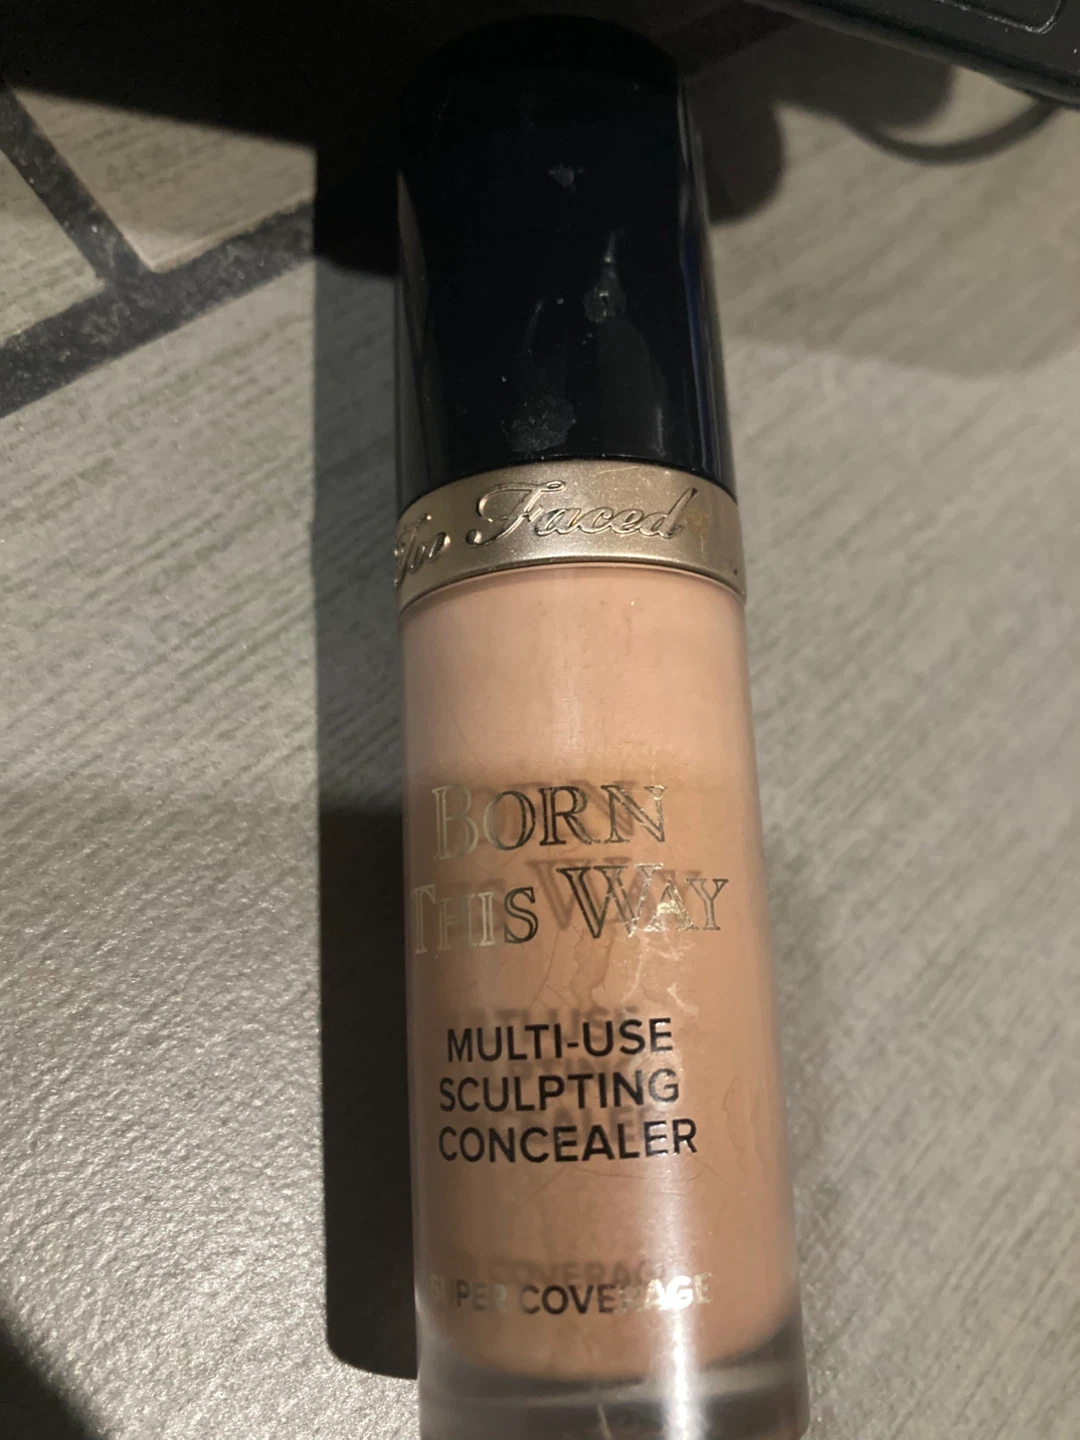 Too Faced
BORN
THIS WAY
MULTI-USE
SCULPTING
CONCEALER
SUPER COVERAGE